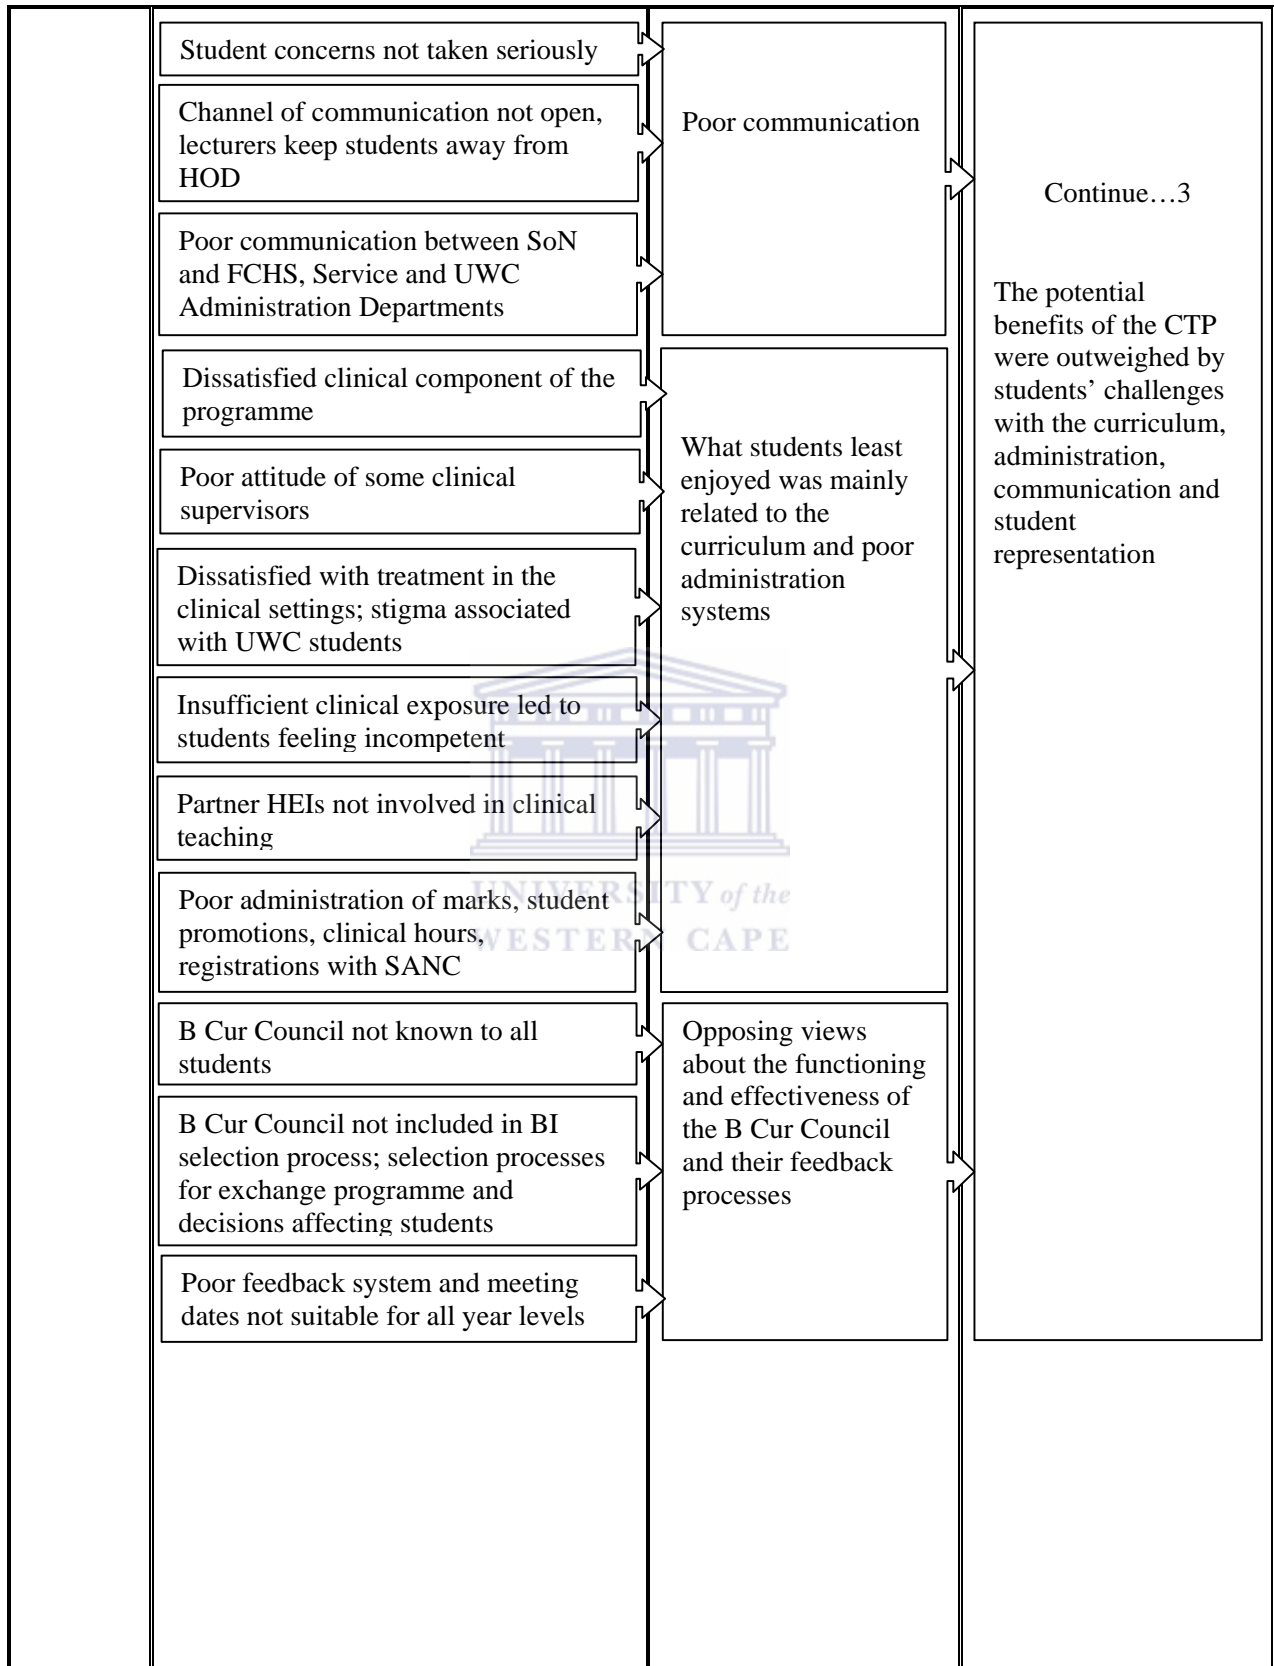 Student concerns not taken seriously
Channel of communication not open,
lecturers keep students away from
HOD
Poor communication between SoN
and FCHS, Service and UWC
Administration Departments
Poor communication
Dissatisfied clinical component of the
programme
Poor attitude of some clinical
supervisors
Dissatisfied with treatment in the
clinical settings; stigma associated
with UWC students
Insufficient clinical exposure led to
students feeling incompetent
Partner HEIs not involved in clinical
teaching
Poor administration of marks, student
promotions, clinical hours,
registrations with SANC
What students least
enjoyed was mainly
related to the
curriculum and poor
administration
systems
B Cur Council not known to all
students
B Cur Council not included in BI
selection process; selection processes
for exchange programme and
decisions affecting students
Poor feedback system and meeting
dates not suitable for all year levels
Opposing views
about the functioning
and effectiveness of
the B Cur Council
and their feedback
processes
Continue…3
The potential
benefits of the CTP
were outweighed by
students’ challenges
with the curriculum,
administration,
communication and
student
representation
UNIVERSITY of the
WESTERN CAPE